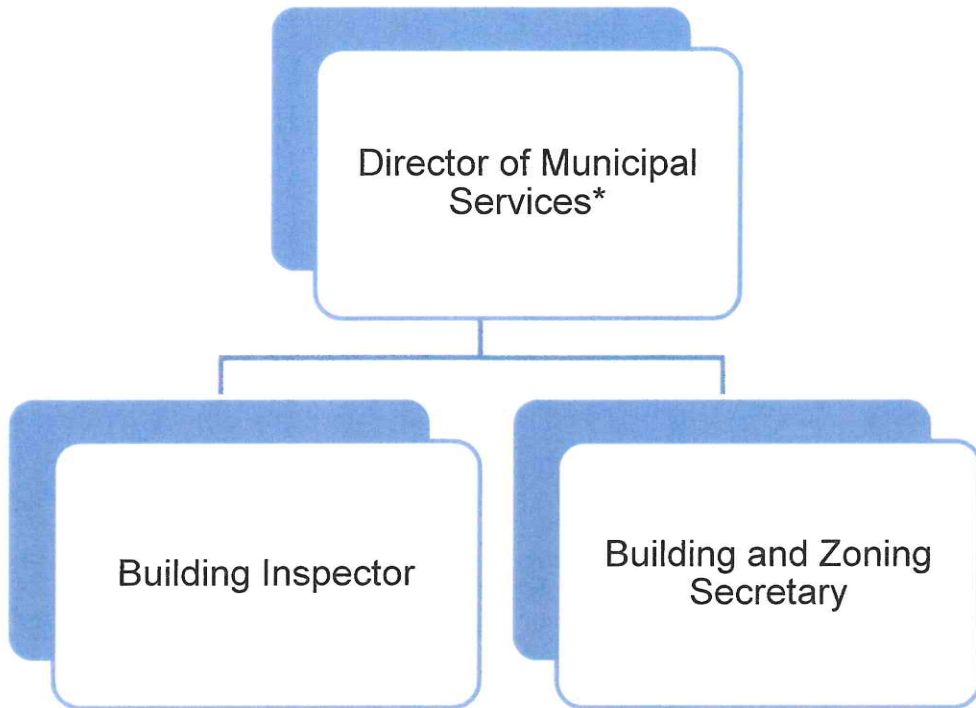 Director of Municipal
Services*
Building Inspector
Building and Zoning
Secretary